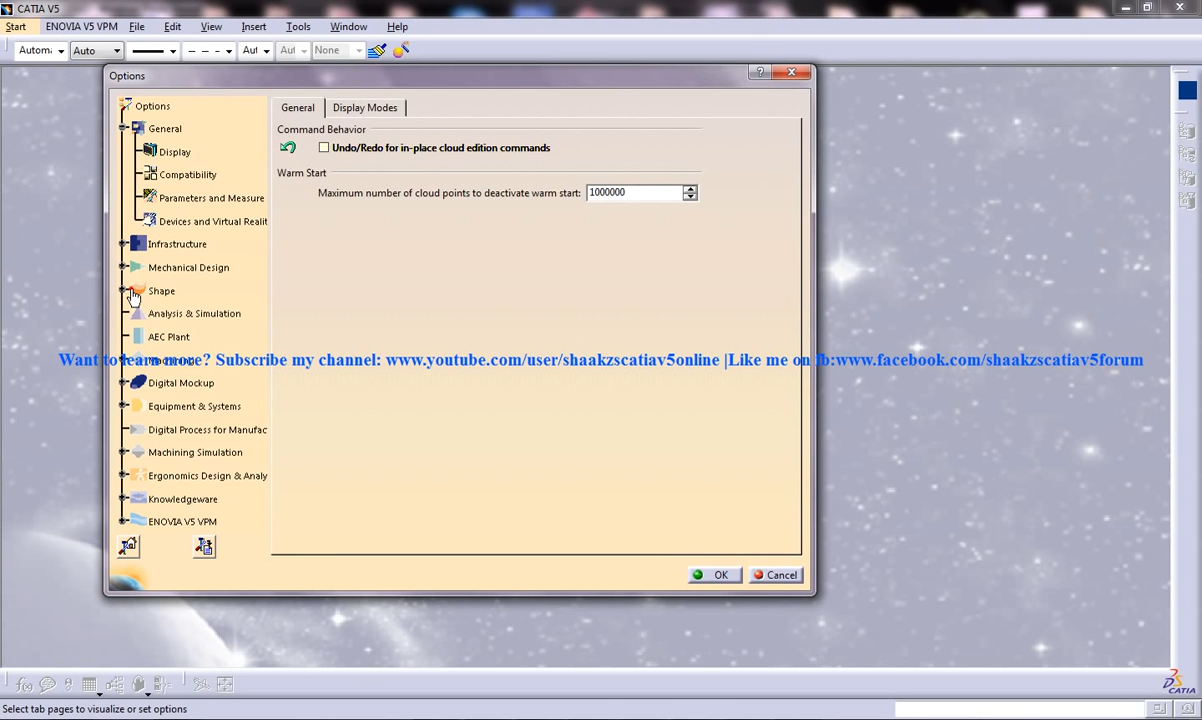 CATIA V5
Start ENOVIA V5 VPM File Edit View Insert Tools Window Help
Automa Auto Aut Au None
Options
Options
General
Display
Compatibility
Parameters and Measure
Devices and Virtual Realit
Infrastructure
Mechanical Design
Shape
Analysis & Simulation
AEC Plant
Digital Mockup
Equipment & Systems
Digital Process for Manufac
Machining Simulation
Ergonomics Design & Analy
Knowledgeware
ENOVIA V5 VPM
General Display Modes
Command Behavior
Undo/Redo for in-place cloud edition commands
Warm Start
Maximum number of cloud points to deactivate warm start: 1000000
Want to learn more? Subscribe my channel: www.youtube.com/user/shaakzscatiav5online |Like me on fb:www.facebook.com/shaakzscatiav5forum
OK Cancel
f(x)
CATIA
Select tab pages to visualize or set options